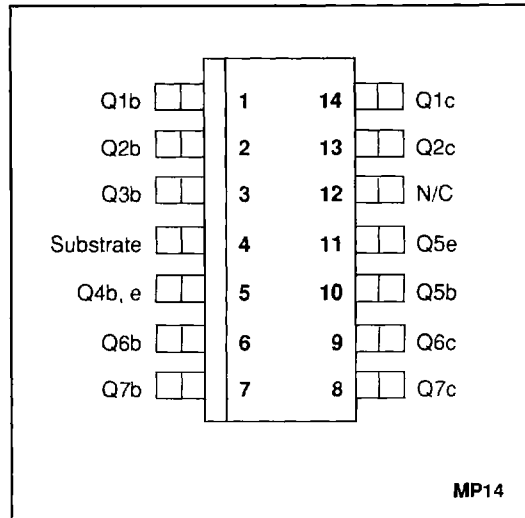 Q1b 1 14 Q1c
Q2b 2 13 Q2c
Q3b 3 12 N/C
Substrate 4 11 Q5e
Q4b, e 5 10 Q5b
Q6b 6 9 Q6c
Q7b 7 8 Q7c
MP14